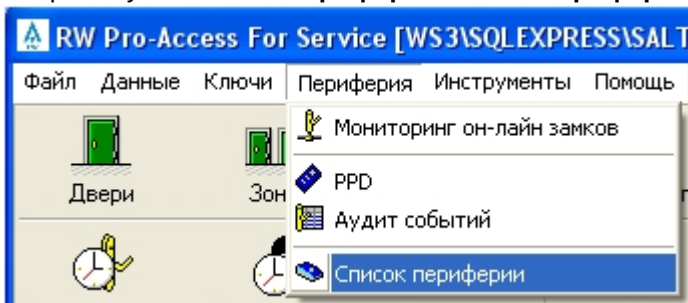 RW Pro-Access For Service [WS3\SQLEXPRESS\SALT
Файл Данные Ключи Периферия Инструменты Помощь
Мониторинг он-лайн замков
Двери
PPD
Аудит событий
Список периферии